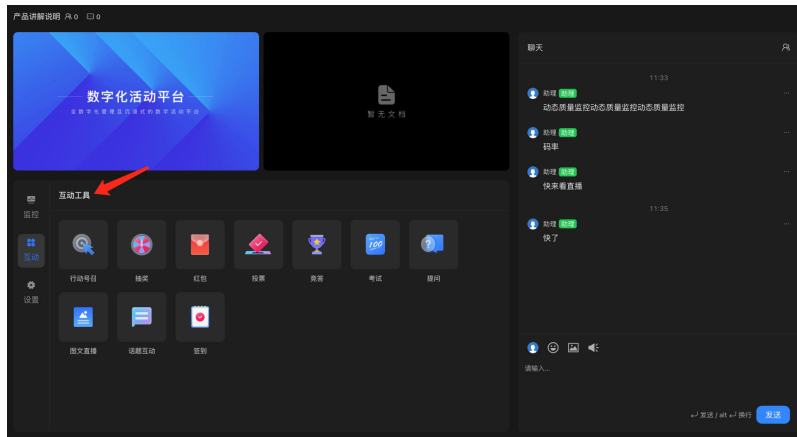 产品讲解说明 0 0
数字化活动平台
全数字化管理且沉浸式的数字活动平台
暂无文档
监控
互动
设置
互动工具
行动号召 抽奖 红包 投票 竞答 考试 提问
100
图文直播 话题互动 签到
聊天
11:33
助理 助理
动态质量监控动态质量监控动态质量监控
助理 助理
码率
助理 助理
快来看直播
11:35
助理 助理
快了
请输入...
发送 / alt 换行 发送